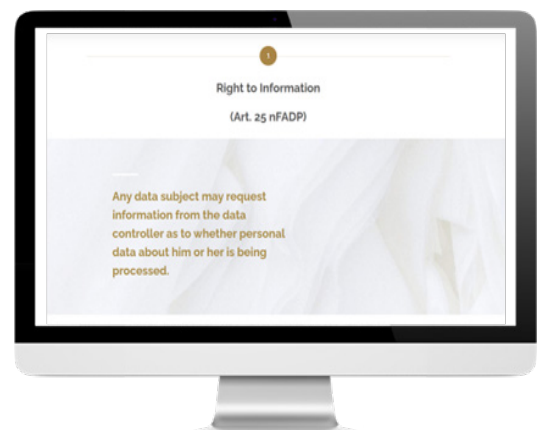 1
Right to Information
(Art. 25 nFADP)
Any data subject may request
information from the data
controller as to whether personal
data about him or her is being
processed.